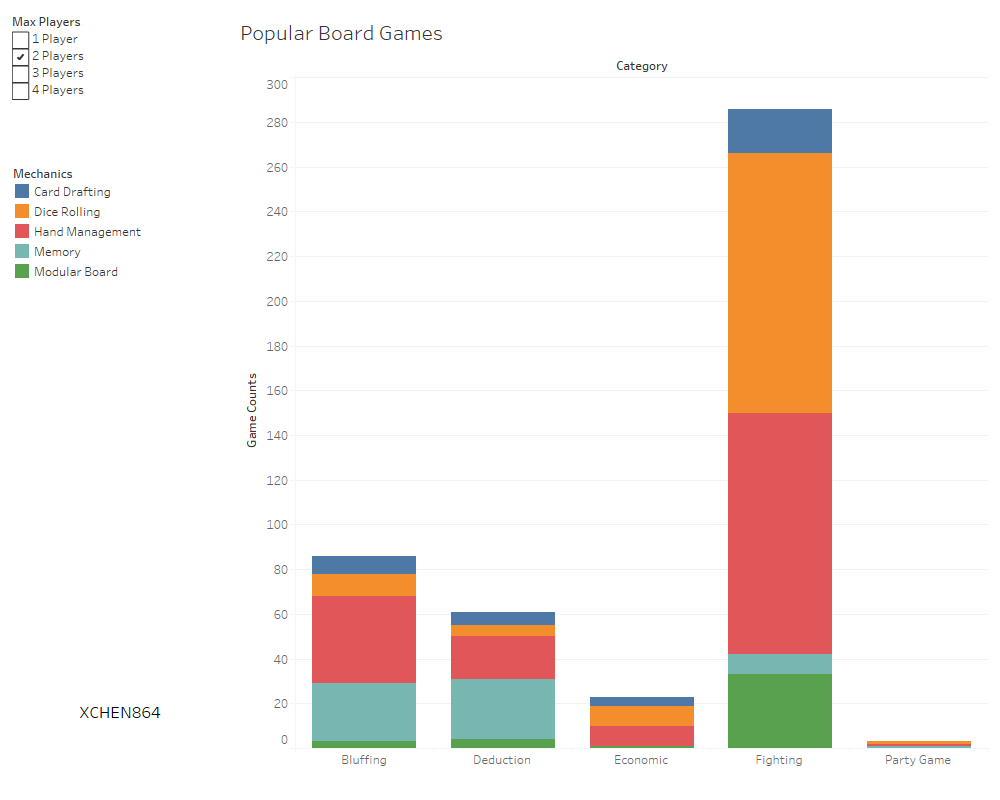 Max Players
1 Player
2 Players
3 Players
4 Players
Mechanics
Card Drafting
Dice Rolling
Hand Management
Memory
Modular Board
XCHEN864
Popular Board Games
Category
Game Counts
300
280
260
240
220
200
180
160
140
120
100
80
60
40
20
0
Bluffing
Deduction
Economic
Fighting
Party Game